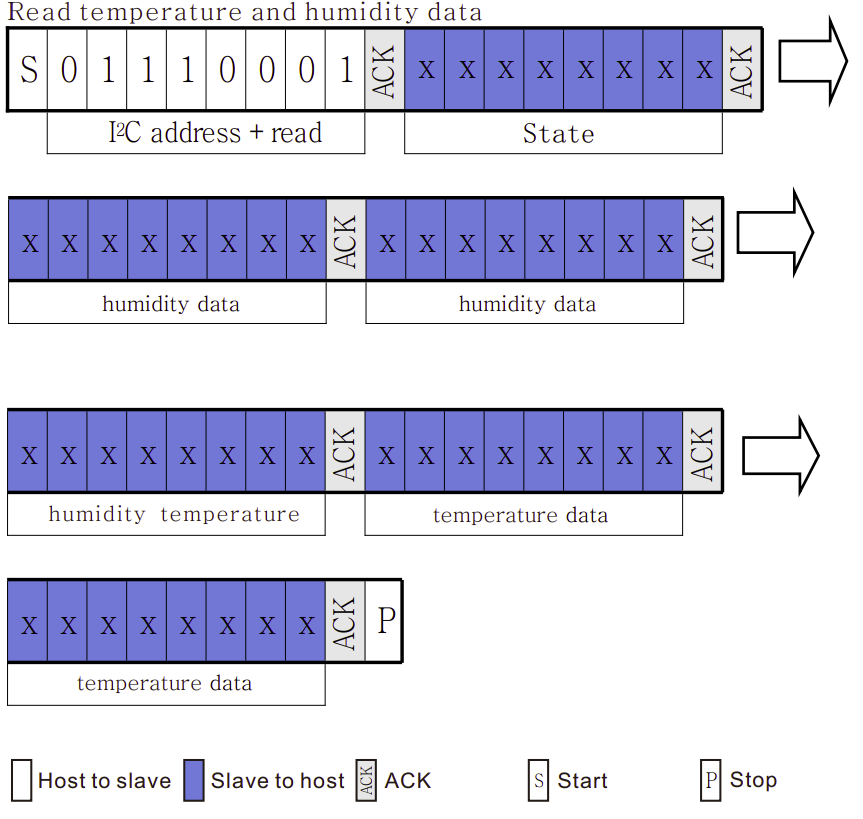 Read temperature and humidity data
S 0 1 1 1 0 0 0 1 ACK x x x x x x x x ACK
I²C address + read State
x x x x x x x x ACK x x x x x x x x ACK
humidity data humidity data
x x x x x x x x ACK x x x x x x x x ACK
humidity temperature temperature data
x x x x x x x x ACK P
temperature data
Host to slave Slave to host ACK ACK S Start P Stop